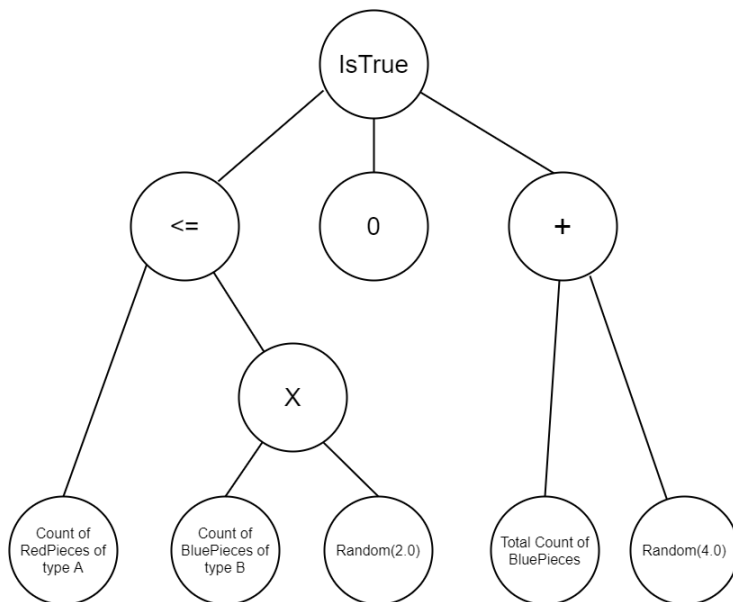 IsTrue
<=
0
+
X
Count of
RedPieces of
type A
Count of
BluePieces of
type B
Random(2.0)
Total Count of
BluePieces
Random(4.0)